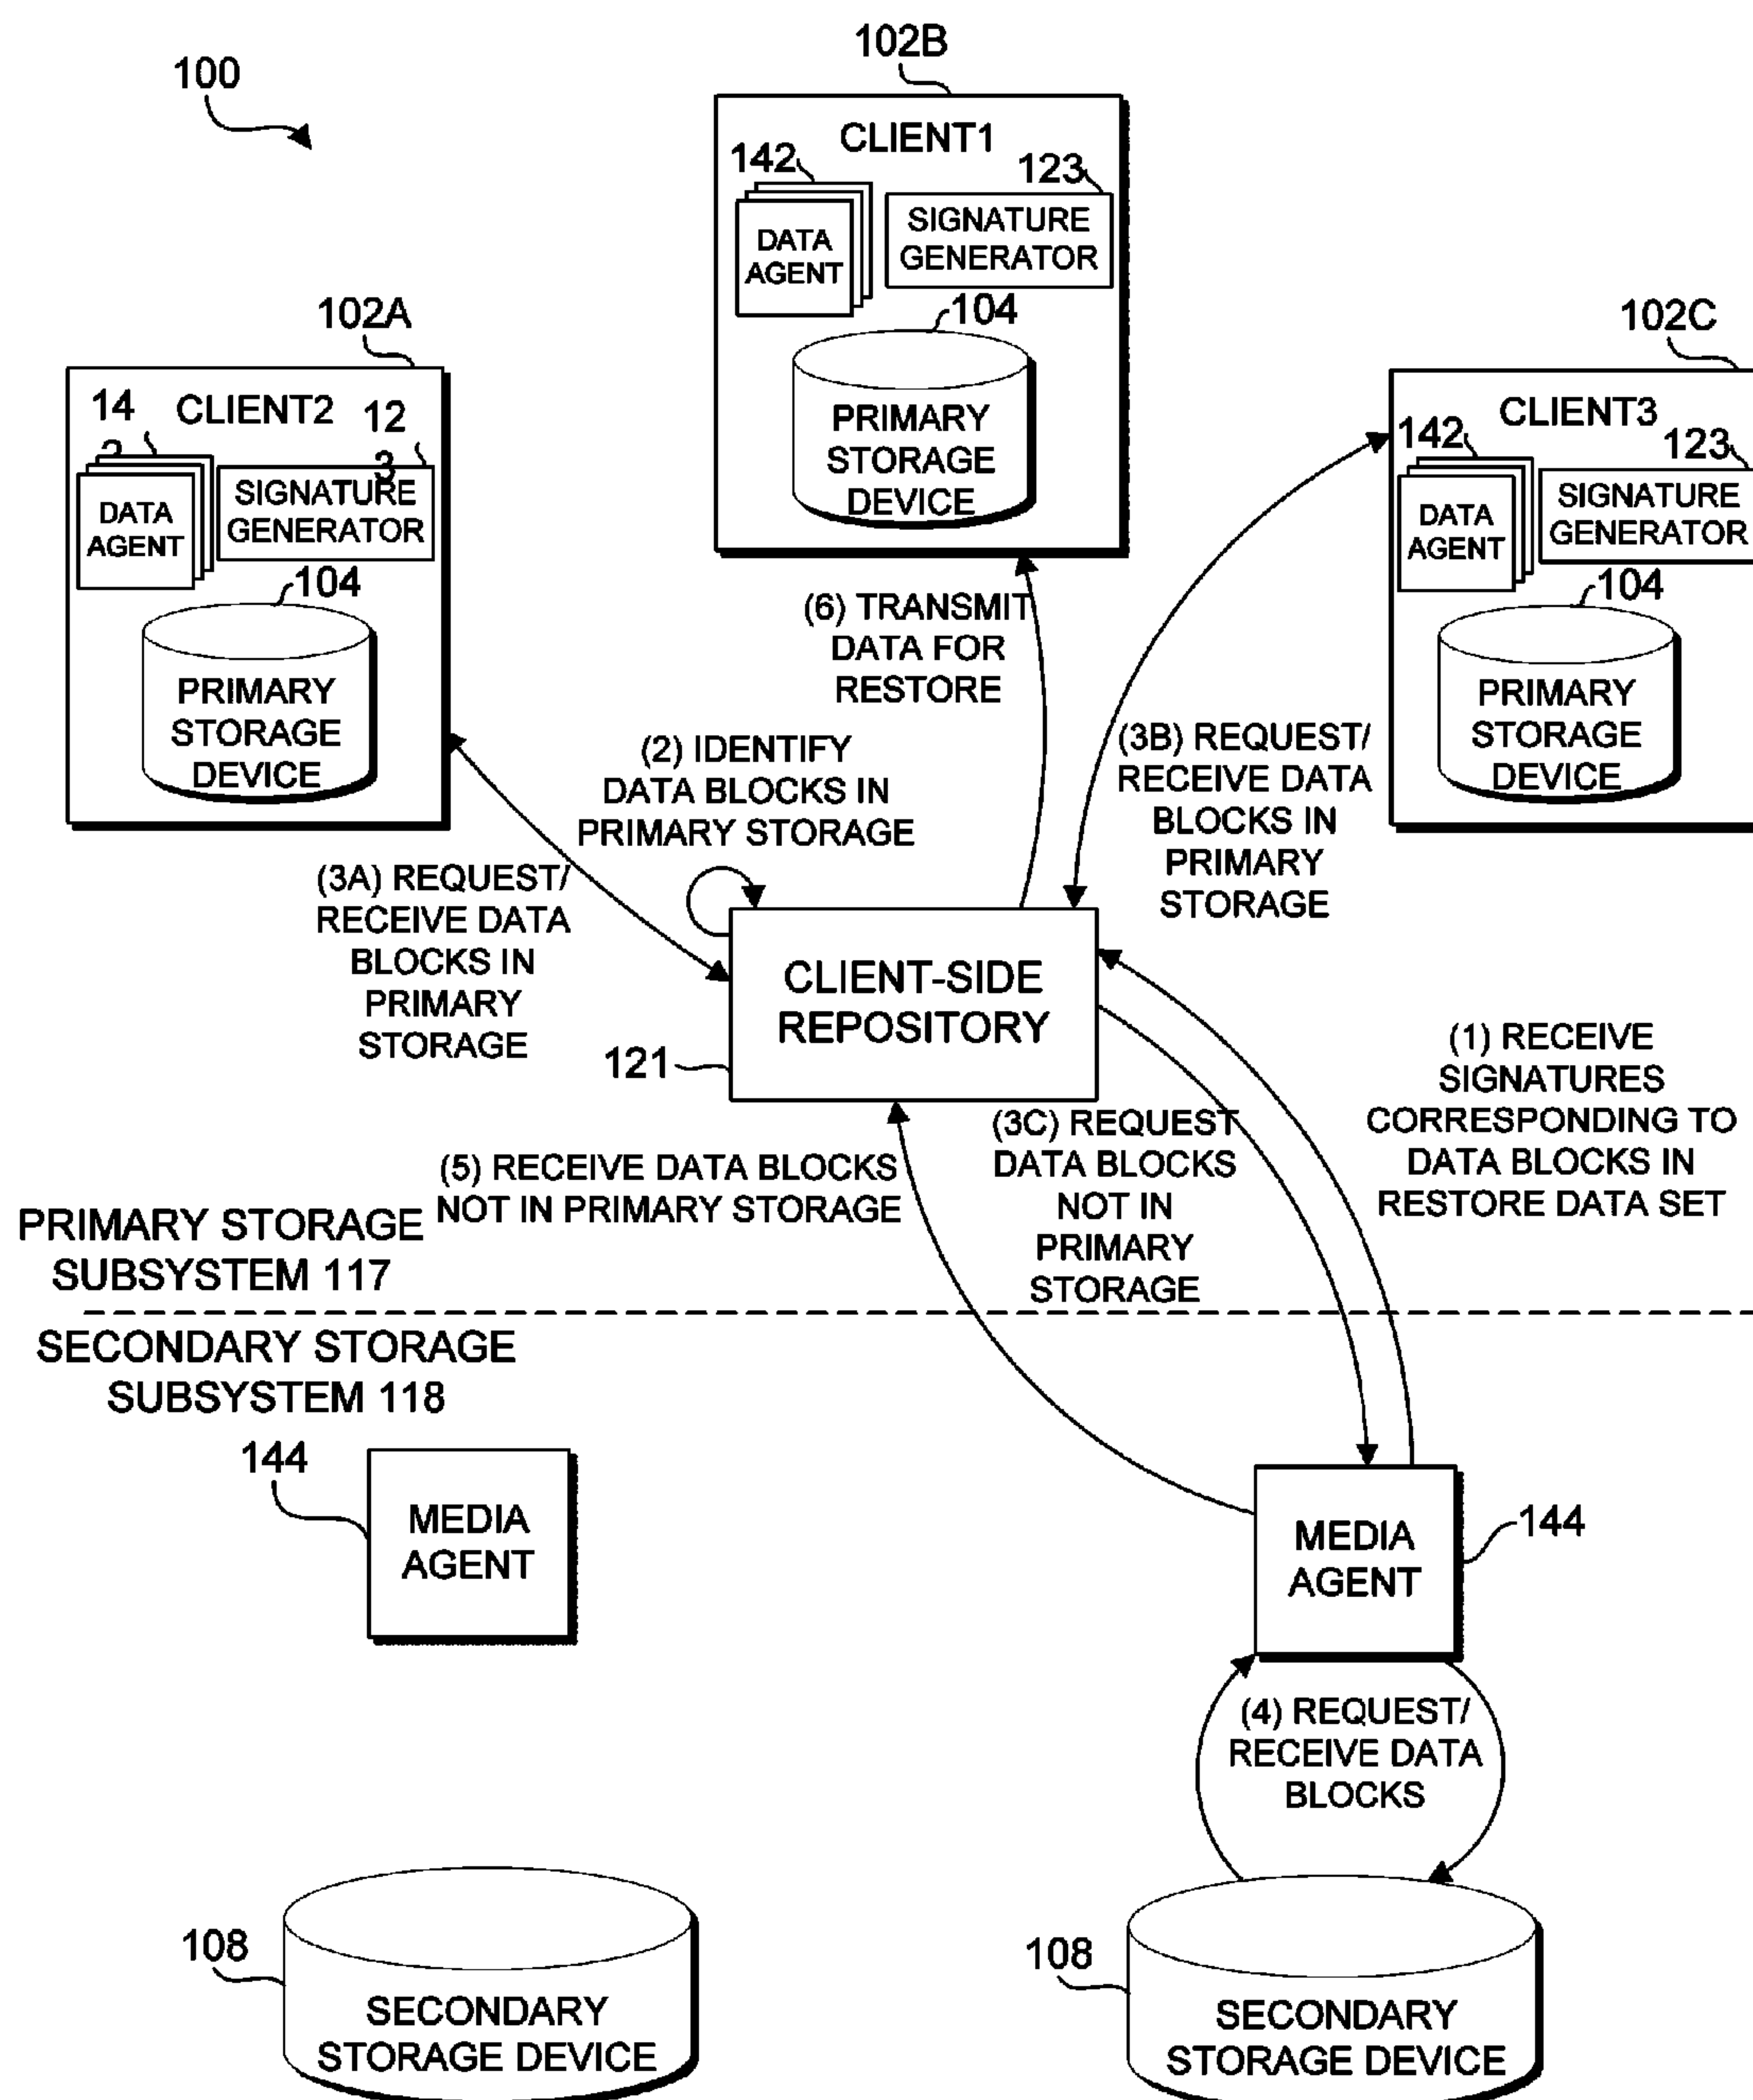 100
102B
CLIENT1
142
123
DATA
AGENT
SIGNATURE
GENERATOR
104
PRIMARY
STORAGE
DEVICE
102A
CLIENT2
14
2
12
3
DATA
AGENT
SIGNATURE
GENERATOR
104
PRIMARY
STORAGE
DEVICE
102C
CLIENT3
142
123
DATA
AGENT
SIGNATURE
GENERATOR
104
PRIMARY
STORAGE
DEVICE
(6) TRANSMIT
DATA FOR
RESTORE
(2) IDENTIFY
DATA BLOCKS IN
PRIMARY STORAGE
(3B) REQUEST/
RECEIVE DATA
BLOCKS IN
PRIMARY
STORAGE
(3A) REQUEST/
RECEIVE DATA
BLOCKS IN
PRIMARY
STORAGE
CLIENT-SIDE
REPOSITORY
121
(1) RECEIVE
SIGNATURES
CORRESPONDING TO
DATA BLOCKS IN
RESTORE DATA SET
(3C) REQUEST
DATA BLOCKS
NOT IN
PRIMARY
STORAGE
(5) RECEIVE DATA BLOCKS
NOT IN PRIMARY STORAGE
PRIMARY STORAGE
SUBSYSTEM 117
SECONDARY STORAGE
SUBSYSTEM 118
144
MEDIA
AGENT
MEDIA
AGENT
144
(4) REQUEST/
RECEIVE DATA
BLOCKS
108
SECONDARY
STORAGE DEVICE
108
SECONDARY
STORAGE DEVICE